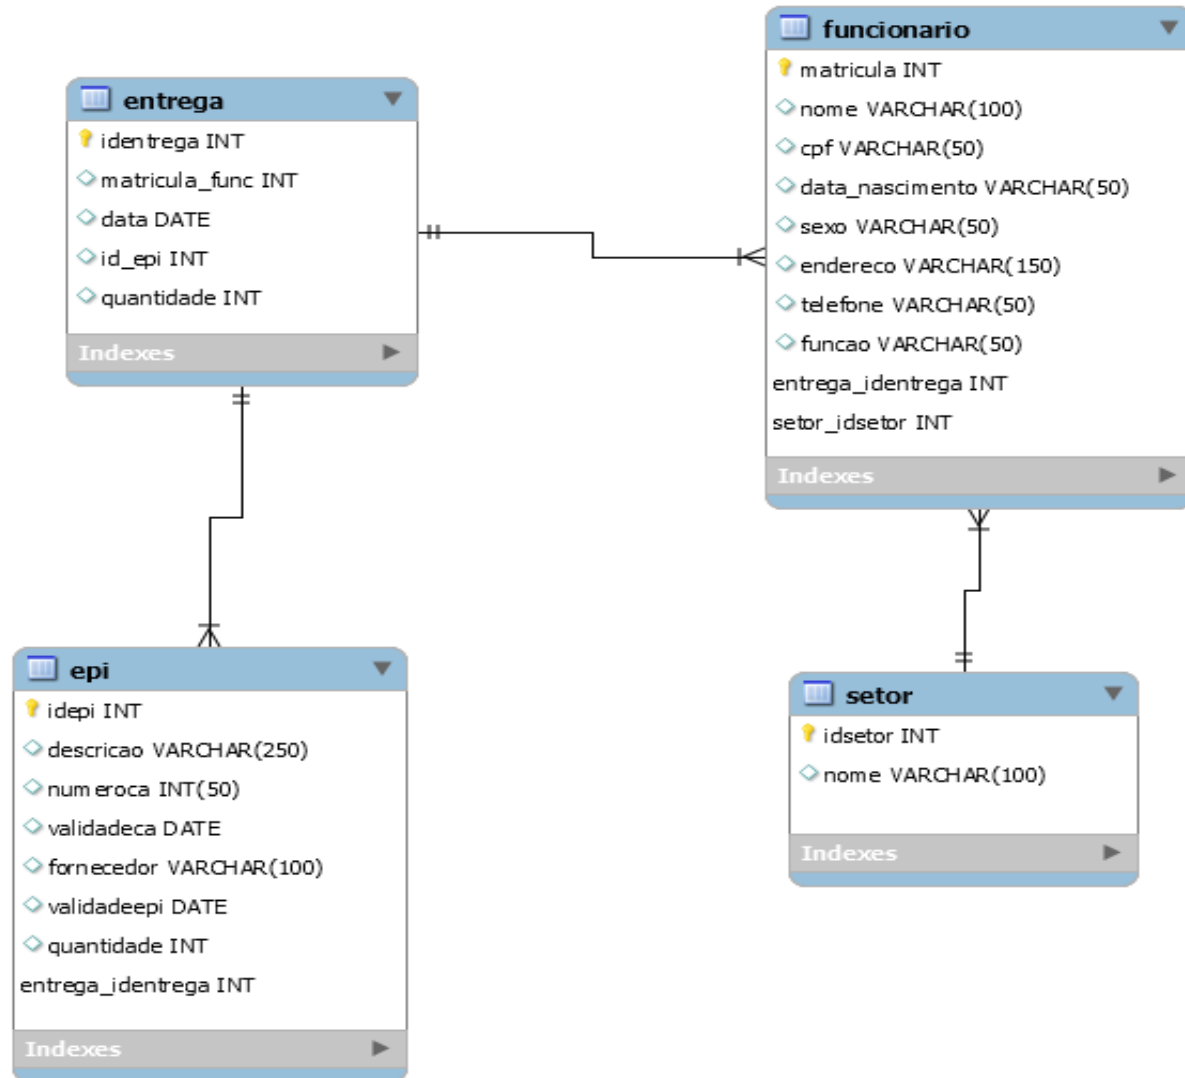 entrega
identrega INT
matricula_func INT
data DATE
id_epi INT
quantidade INT
Indexes
funcionario
matricula INT
nome VARCHAR(100)
cpf VARCHAR(50)
data_nascimento VARCHAR(50)
sexo VARCHAR(50)
endereco VARCHAR(150)
telefone VARCHAR(50)
funcao VARCHAR(50)
entrega_identrega INT
setor_idsetor INT
Indexes
epi
idepi INT
descricao VARCHAR(250)
numeroca INT(50)
validadeca DATE
fornecedor VARCHAR(100)
validadeepi DATE
quantidade INT
entrega_identrega INT
Indexes
setor
idsetor INT
nome VARCHAR(100)
Indexes